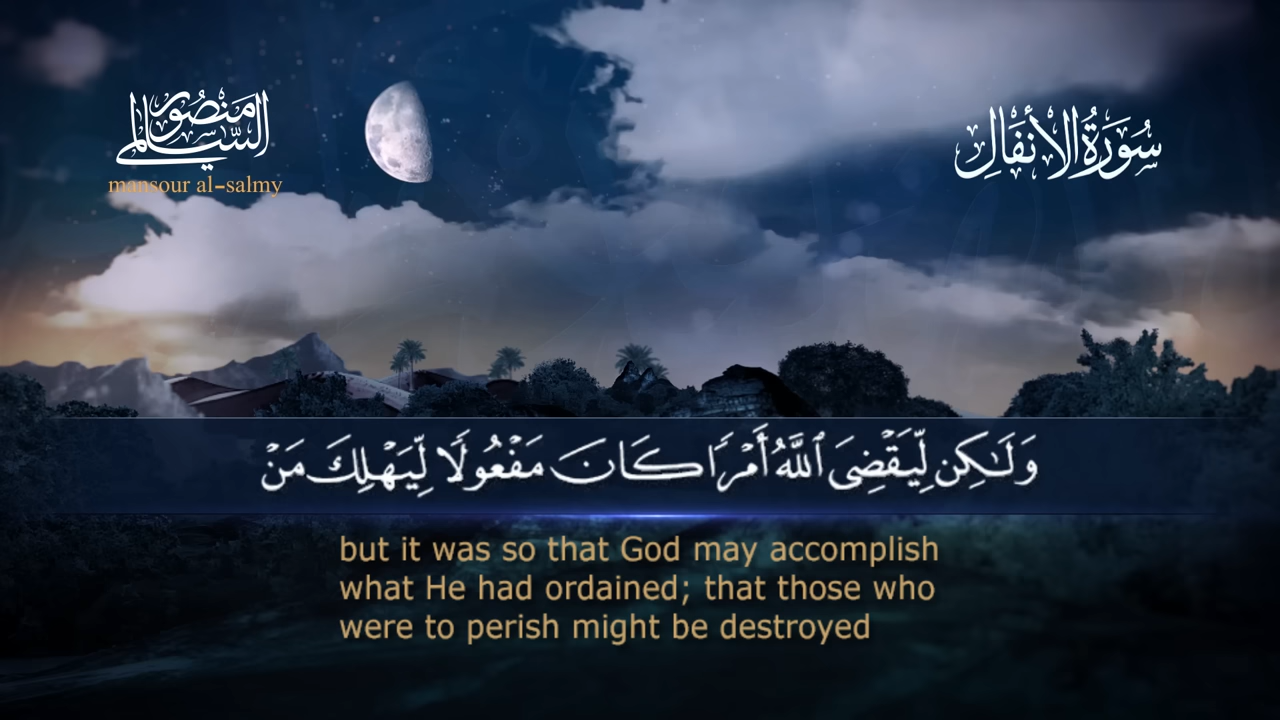 منصور
السالمي
mansour al-salmy
سُورَةُ الأَنفَالِ
وَلَـٰكِن لِّيَقْضِىَ ٱللَّهُ أَمْرًا كَانَ مَفْعُولًا لِّيَهْلِكَ مَنْ
but it was so that God may accomplish
what He had ordained; that those who
were to perish might be destroyed